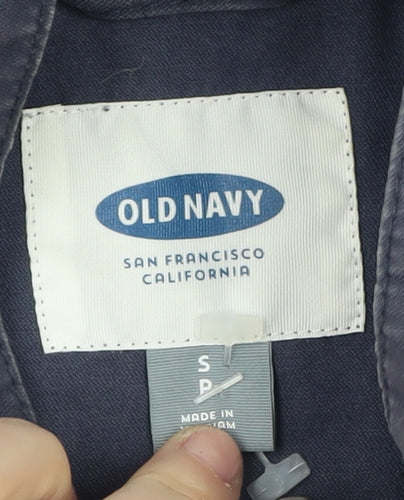 OLD NAVY
SAN FRANCISCO
CALIFORNIA
S
P
MADE IN